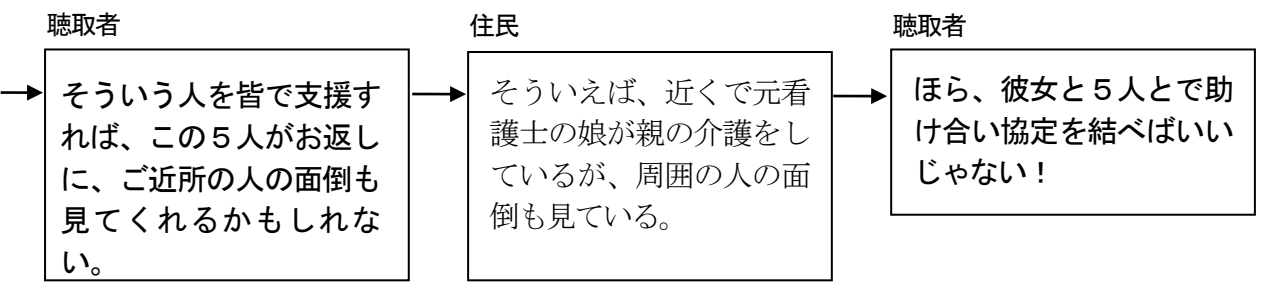 聴取者
そういう人を皆で支援す
れば、この５人がお返し
に、ご近所の人の面倒も
見てくれるかもしれな
い。
住民
そういえば、近くで元看
護士の娘が親の介護をし
ているが、周囲の人の面
倒も見ている。
聴取者
ほら、彼女と５人とで助
け合い協定を結べばいい
じゃない！